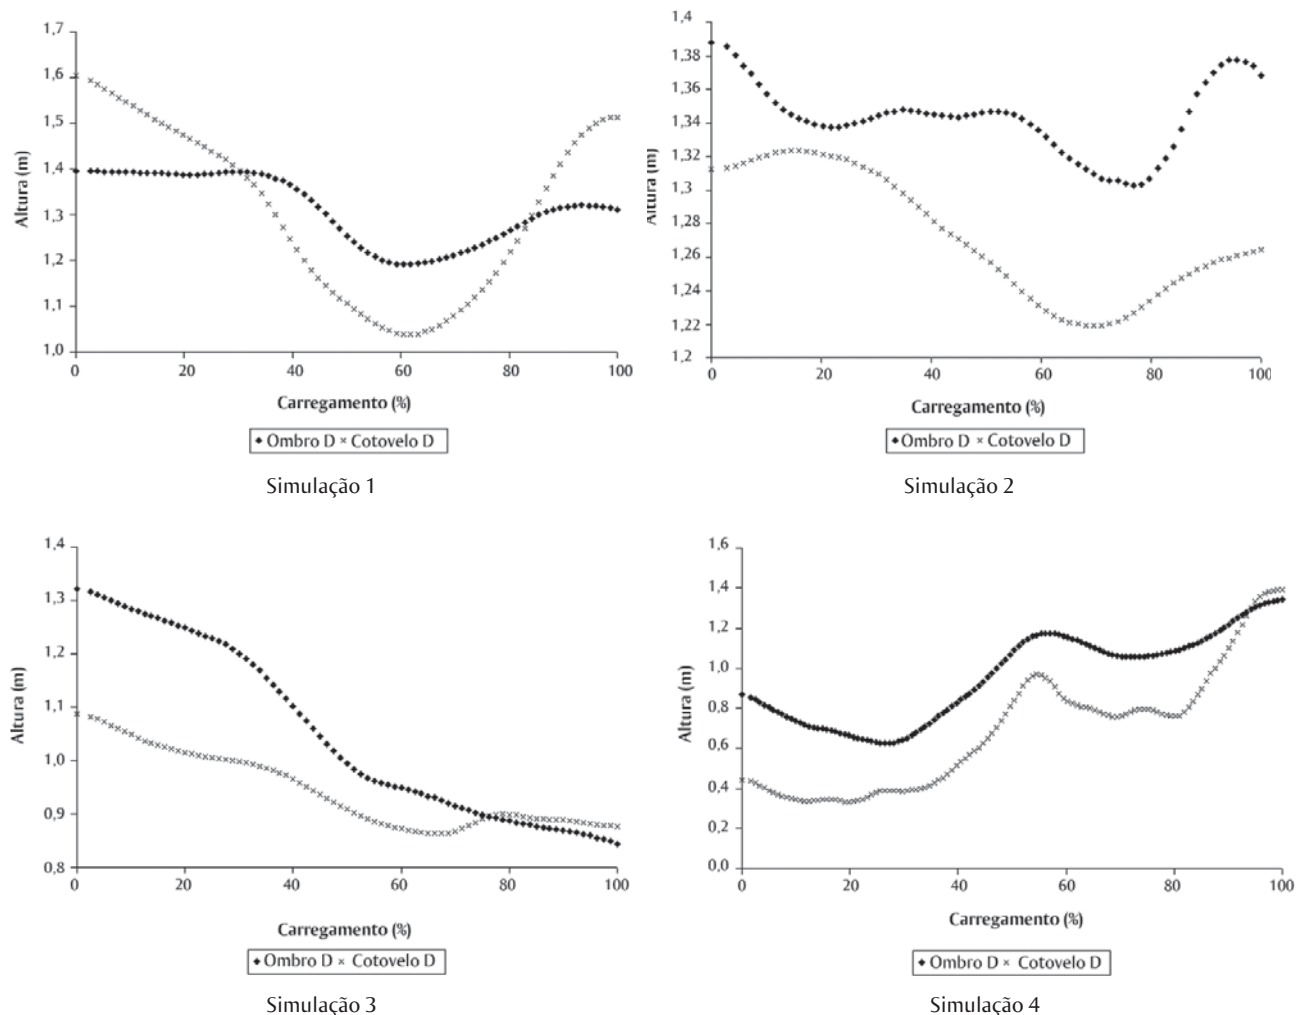 1,7
1,6
1,5
1,4
1,3
1,2
1,1
1,0
Altura (m)
0 20 40 60 80 100
Carregamento (%)
Ombro D × Cotovelo D
Simulação 1
1,4
1,38
1,36
1,34
1,32
1,3
1,28
1,26
1,24
1,22
1,2
Altura (m)
0 20 40 60 80 100
Carregamento (%)
Ombro D × Cotovelo D
Simulação 2
1,4
1,3
1,2
1,1
1,0
0,9
0,8
Altura (m)
0 20 40 60 80 100
Carregamento (%)
Ombro D × Cotovelo D
Simulação 3
1,6
1,4
1,2
1,0
0,8
0,6
0,4
0,2
0,0
Altura (m)
0 20 40 60 80 100
Carregamento (%)
Ombro D × Cotovelo D
Simulação 4